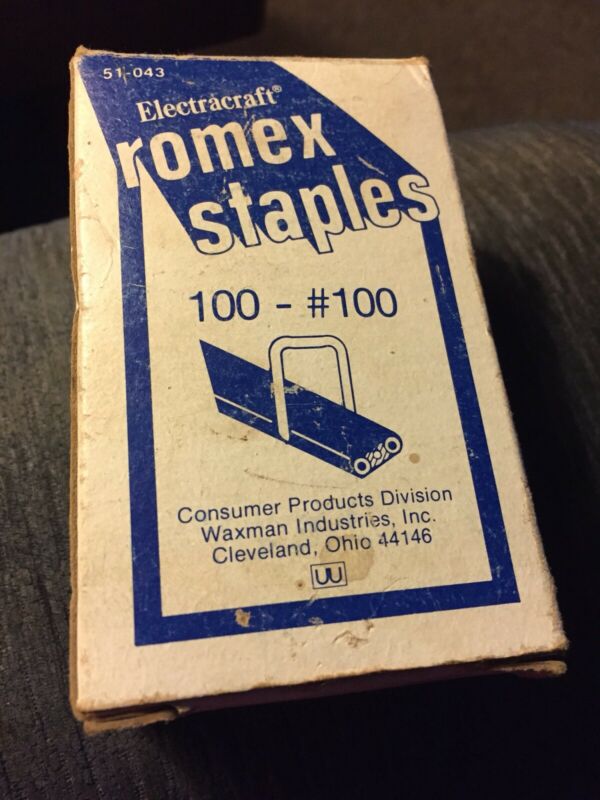 51-043
Electracraft®
romex
staples
100 - #100
Consumer Products Division
Waxman Industries, Inc.
Cleveland, Ohio 44146
W